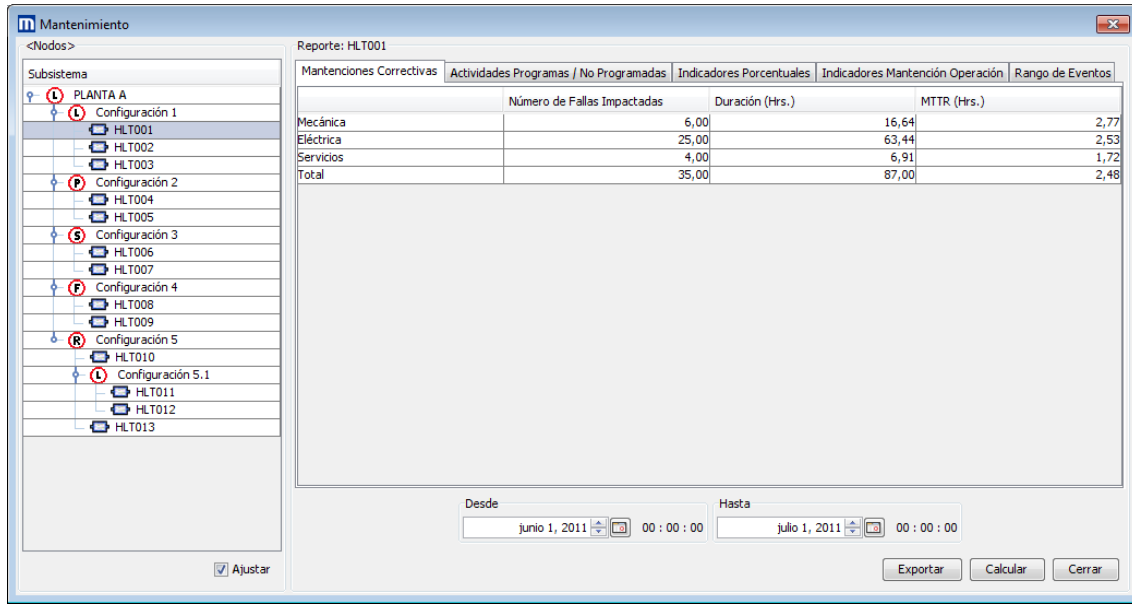 m Mantenimiento
<Nodos>
Subsistema
L PLANTA A
L Configuración 1
HLT001
HLT002
HLT003
P Configuración 2
HLT004
HLT005
S Configuración 3
HLT006
HLT007
F Configuración 4
HLT008
HLT009
R Configuración 5
HLT010
L Configuración 5.1
HLT011
HLT012
HLT013
Ajustar
Reporte: HLT001
Mantenciones Correctivas Actividades Programas / No Programadas Indicadores Porcentuales Indicadores Mantención Operación Rango de Eventos
Número de Fallas Impactadas Duración (Hrs.) MTTR (Hrs.)
Mecánica 6,00 16,64 2,77
Eléctrica 25,00 63,44 2,53
Servicios 4,00 6,91 1,72
Total 35,00 87,00 2,48
Desde Hasta
junio 1, 2011 00 : 00 : 00 julio 1, 2011 00 : 00 : 00
Exportar Calcular Cerrar